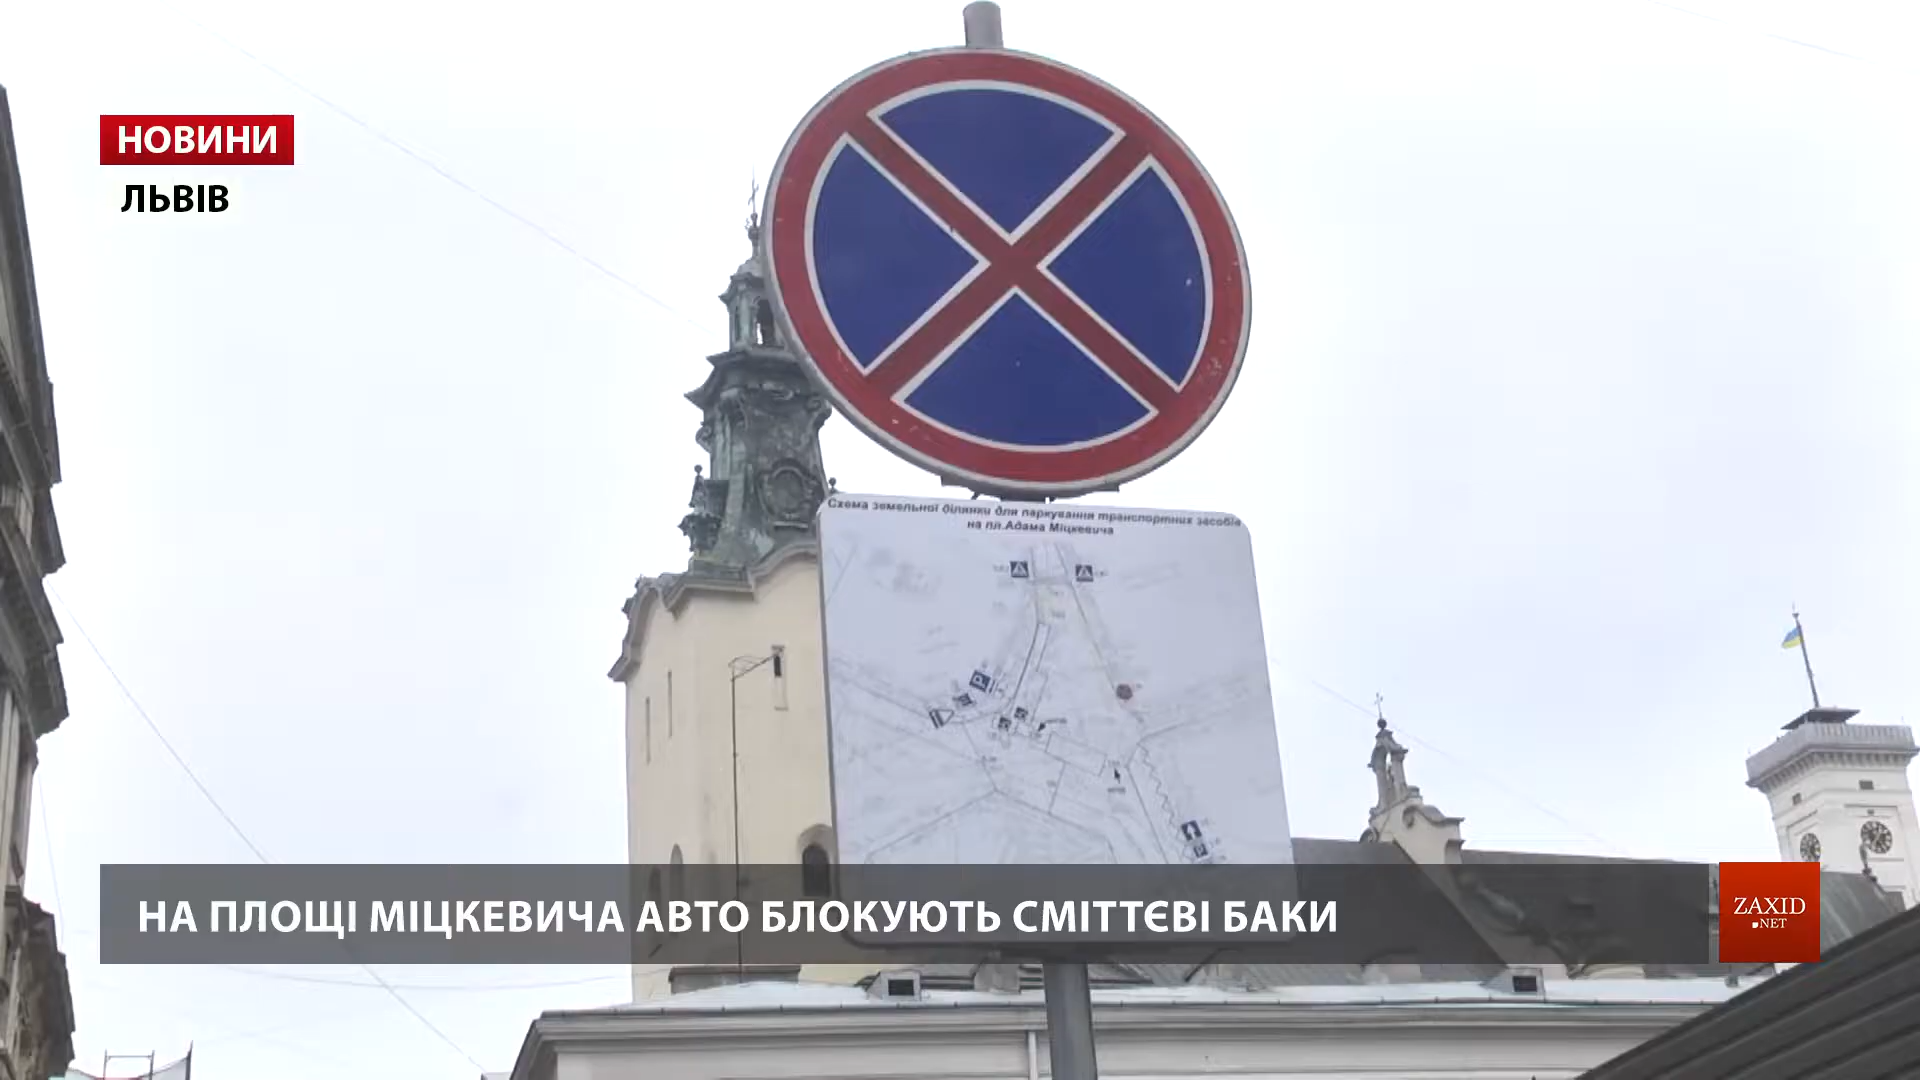 НОВИНИ
ЛЬВІВ
Схема земельної ділянки для паркування транспортних засобів
на пл.Адама Міцкевича
НА ПЛОЩІ МІЦКЕВИЧА АВТО БЛОКУЮТЬ СМІТТЄВІ БАКИ
ZAXID
.NET